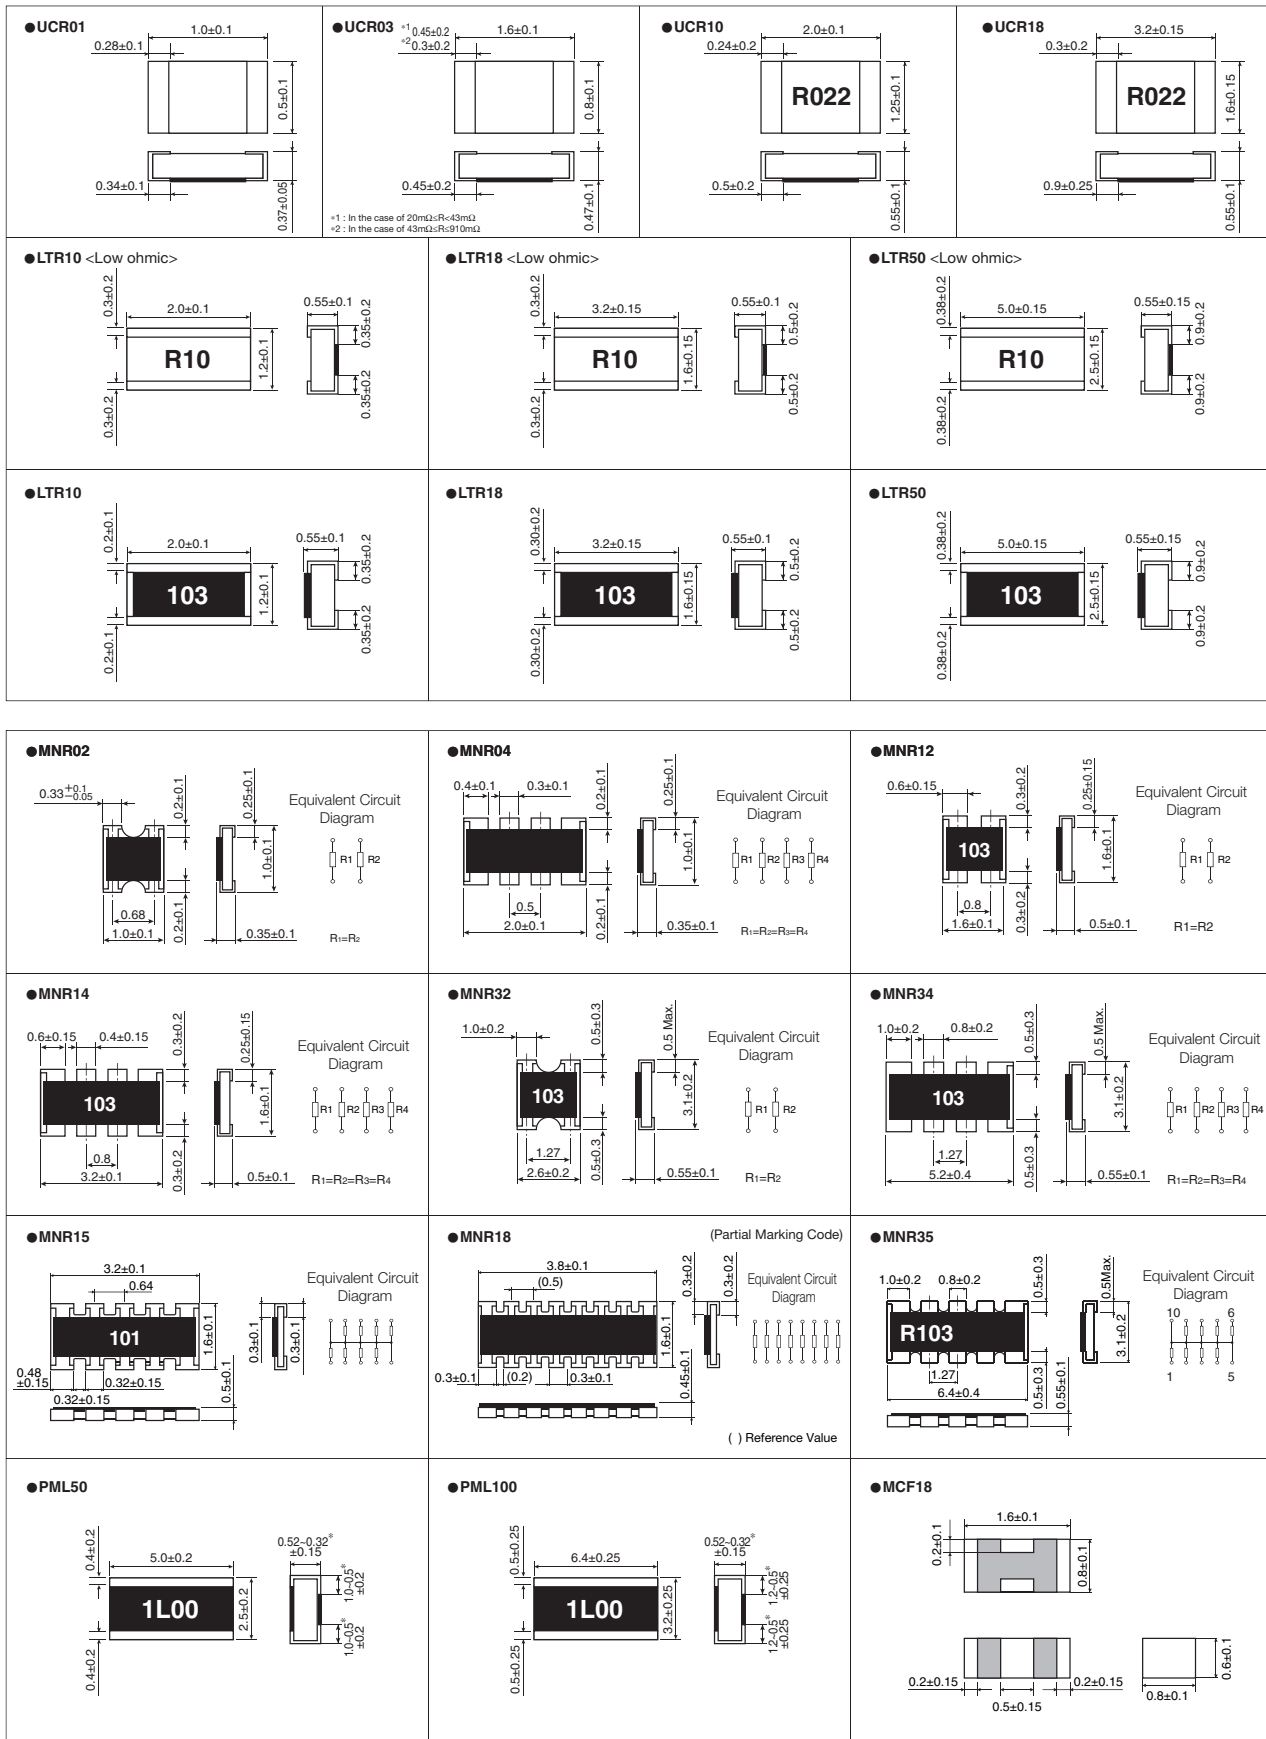 ●UCR01
1.0±0.1
0.28±0.1
0.5±0.1
0.34±0.1
0.37±0.05
●UCR03
*1 0.45±0.2
*2 0.3±0.2
1.6±0.1
0.8±0.1
0.45±0.2
0.47±0.1
*1 : In the case of 20mΩ≤R<43mΩ
*2 : In the case of 43mΩ≤R≤910mΩ
●UCR10
2.0±0.1
0.24±0.2
R022
1.25±0.1
0.5±0.2
0.55±0.1
●UCR18
3.2±0.15
0.3±0.2
R022
1.6±0.15
0.9±0.25
0.55±0.1
●LTR10 <Low ohmic>
0.3±0.2
2.0±0.1
0.55±0.1
0.35±0.2
R10
1.2±0.1
0.3±0.2
0.35±0.2
●LTR18 <Low ohmic>
0.3±0.2
3.2±0.15
0.55±0.1
0.5±0.2
R10
1.6±0.15
0.3±0.2
0.5±0.2
●LTR50 <Low ohmic>
0.38±0.2
5.0±0.15
0.55±0.15
0.9±0.2
R10
2.5±0.15
0.38±0.2
0.9±0.2
●LTR10
0.2±0.1
2.0±0.1
0.55±0.1
0.35±0.2
103
1.2±0.1
0.2±0.1
0.35±0.2
●LTR18
0.30±0.2
3.2±0.15
0.55±0.1
0.5±0.2
103
1.6±0.15
0.30±0.2
0.5±0.2
●LTR50
0.38±0.2
5.0±0.15
0.55±0.15
0.9±0.2
103
2.5±0.15
0.38±0.2
0.9±0.2
●MNR02
0.33 +0.1 −0.05
0.2±0.1
0.25±0.1
Equivalent Circuit
Diagram
1.0±0.1
R1 R2
0.68
1.0±0.1
0.2±0.1
0.35±0.1
R1=R2
●MNR04
0.4±0.1
0.3±0.1
0.2±0.1
0.25±0.1
Equivalent Circuit
Diagram
1.0±0.1
R1 R2 R3 R4
0.5
2.0±0.1
0.2±0.1
0.35±0.1
R1=R2=R3=R4
●MNR12
0.6±0.15
0.3±0.2
0.25±0.15
Equivalent Circuit
Diagram
103
1.6±0.1
R1 R2
0.8
1.6±0.1
0.3±0.2
0.5±0.1
R1=R2
●MNR14
0.6±0.15
0.4±0.15
0.3±0.2
0.25±0.15
Equivalent Circuit
Diagram
103
1.6±0.1
R1 R2 R3 R4
0.8
3.2±0.1
0.3±0.2
0.5±0.1
R1=R2=R3=R4
●MNR32
1.0±0.2
0.5±0.3
0.5 Max.
Equivalent Circuit
Diagram
103
3.1±0.2
R1 R2
1.27
2.6±0.2
0.5±0.3
0.55±0.1
R1=R2
●MNR34
1.0±0.2
0.8±0.2
0.5±0.3
0.5 Max.
Equivalent Circuit
Diagram
103
3.1±0.2
R1 R2 R3 R4
1.27
5.2±0.4
0.5±0.3
0.55±0.1
R1=R2=R3=R4
●MNR15
3.2±0.1
0.64
Equivalent Circuit
Diagram
101
1.6±0.1
0.3±0.1
0.3±0.1
0.48
±0.15
0.32±0.15
0.32±0.15
0.5±0.1
●MNR18
(Partial Marking Code)
3.8±0.1
(0.5)
0.3±0.2
0.3±0.2
Equivalent Circuit
Diagram
1.6±0.1
0.3±0.1
(0.2)
0.3±0.1
0.45±0.1
( ) Reference Value
●MNR35
1.0±0.2
0.8±0.2
0.5±0.3
0.5Max.
Equivalent Circuit
Diagram
10 6
R103
3.1±0.2
1 5
1.27
6.4±0.4
0.5±0.3
0.55±0.1
●PML50
0.4±0.2
5.0±0.2
0.52~0.32*
±0.15
1.0~0.5*
±0.2
1L00
2.5±0.2
0.4±0.2
1.0~0.5*
±0.2
●PML100
0.5±0.25
6.4±0.25
0.52~0.32*
±0.15
1.2~0.5*
±0.25
1L00
3.2±0.25
0.5±0.25
1.2~0.5*
±0.25
●MCF18
1.6±0.1
0.2±0.1
0.8±0.1
0.2±0.15
0.5±0.15
0.2±0.15
0.8±0.1
0.6±0.1